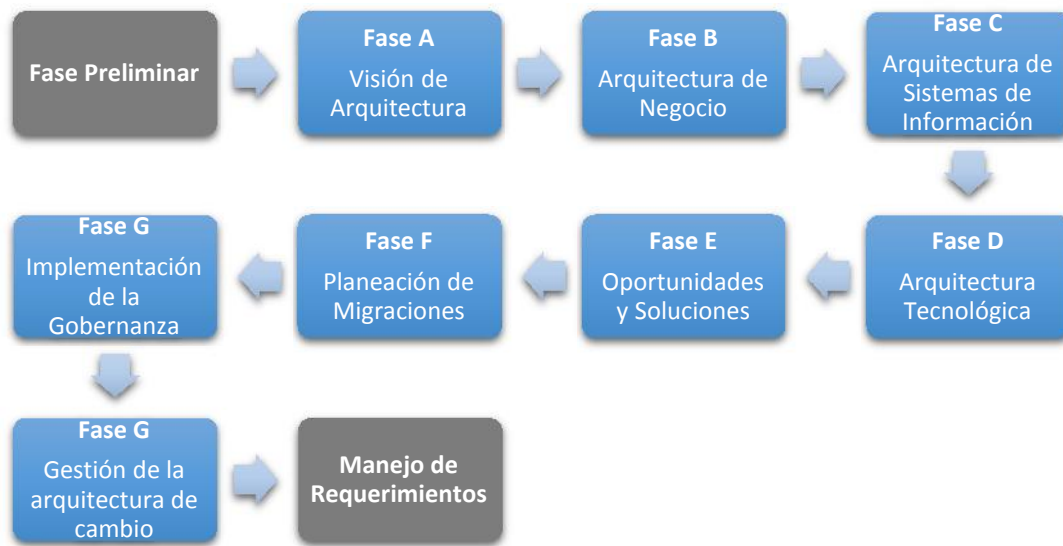 Fase Preliminar
Fase A
Visión de
Arquitectura
Fase B
Arquitectura de
Negocio
Fase C
Arquitectura de
Sistemas de
Información
Fase D
Arquitectura
Tecnológica
Fase E
Oportunidades
y Soluciones
Fase F
Planeación de
Migraciones
Fase G
Implementación
de la
Gobernanza
Fase G
Gestión de la
arquitectura de
cambio
Manejo de
Requerimientos